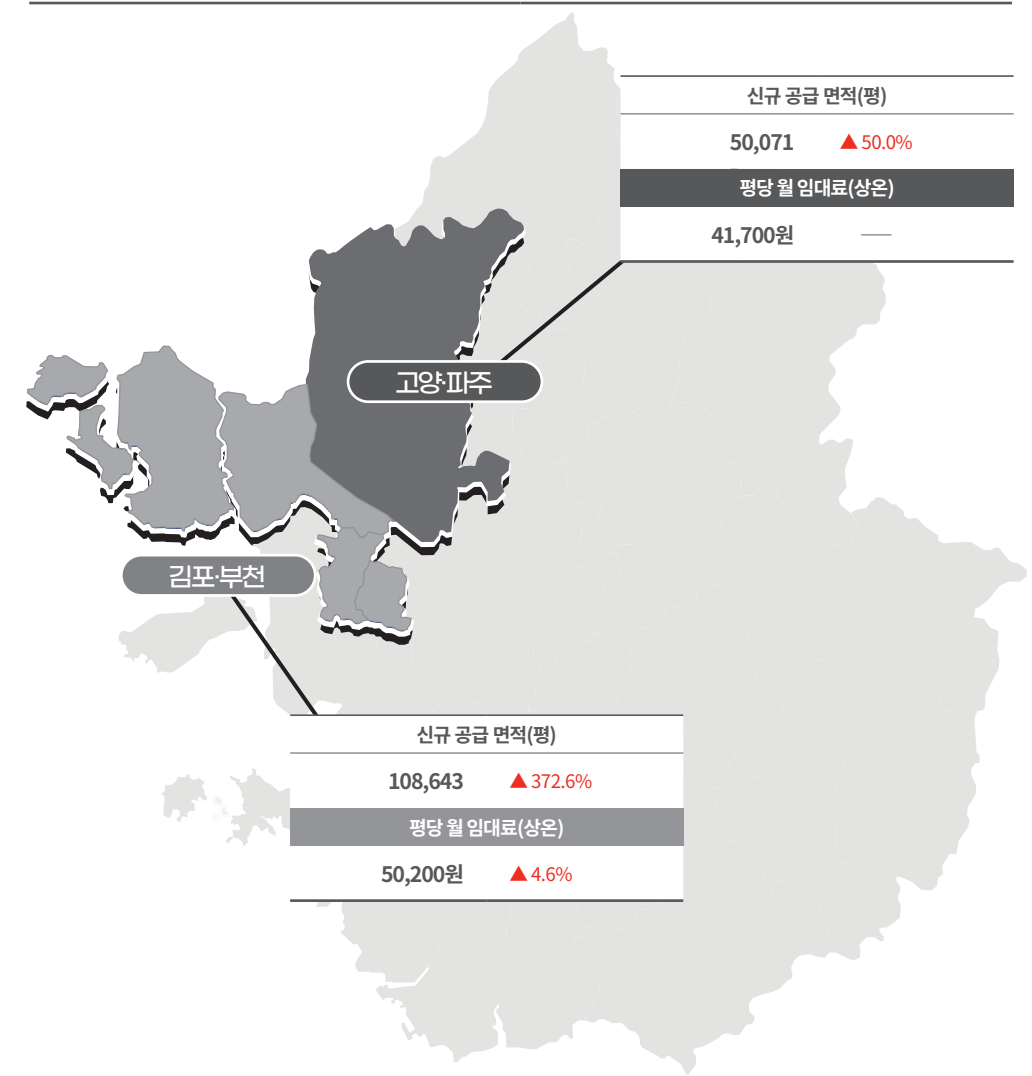 신규 공급 면적(평)
50,071 ▲ 50.0%
평당 월 임대료(상온)
41,700원 —
고양·파주
김포·부천
신규 공급 면적(평)
108,643 ▲ 372.6%
평당 월 임대료(상온)
50,200원 ▲ 4.6%